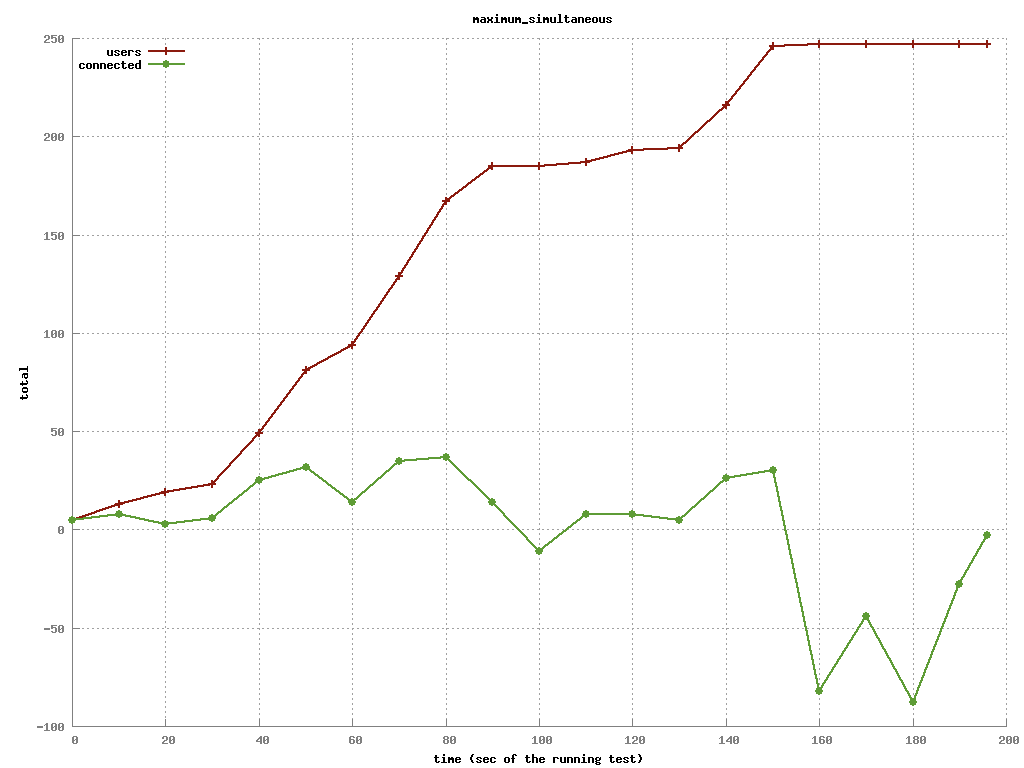 maximum_simultaneous
users
connected
250
200
150
100
50
0
-50
-100
total
0 20 40 60 80 100 120 140 160 180 200
time (sec of the running test)